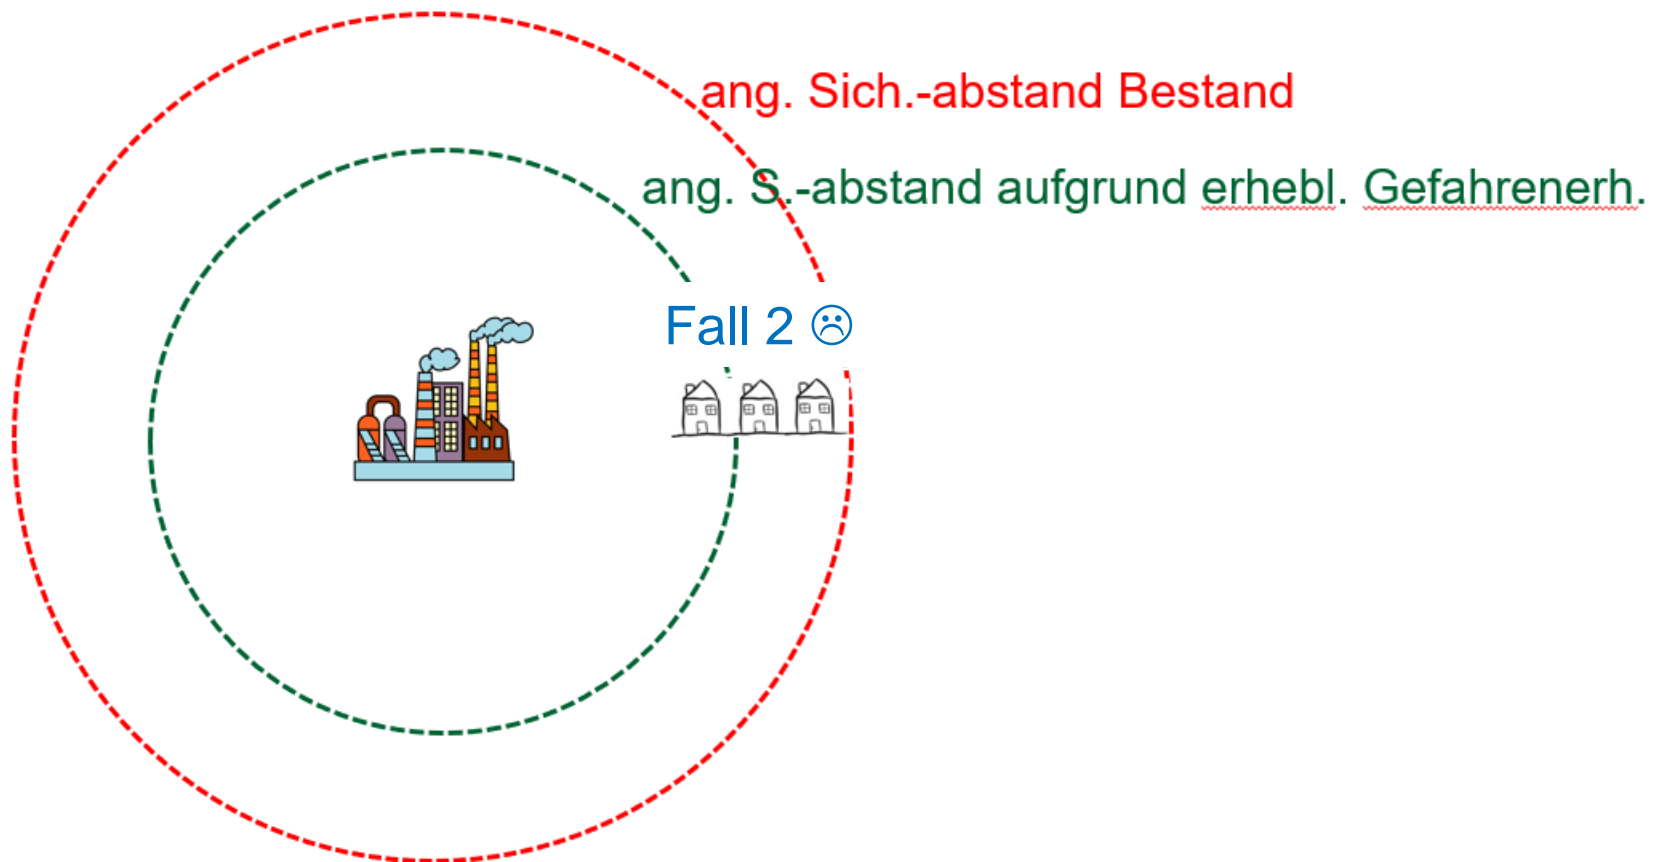 ang. Sich.-abstand Bestand
ang. S.-abstand aufgrund erhebl. Gefahrenerh.
Fall 2 ☹